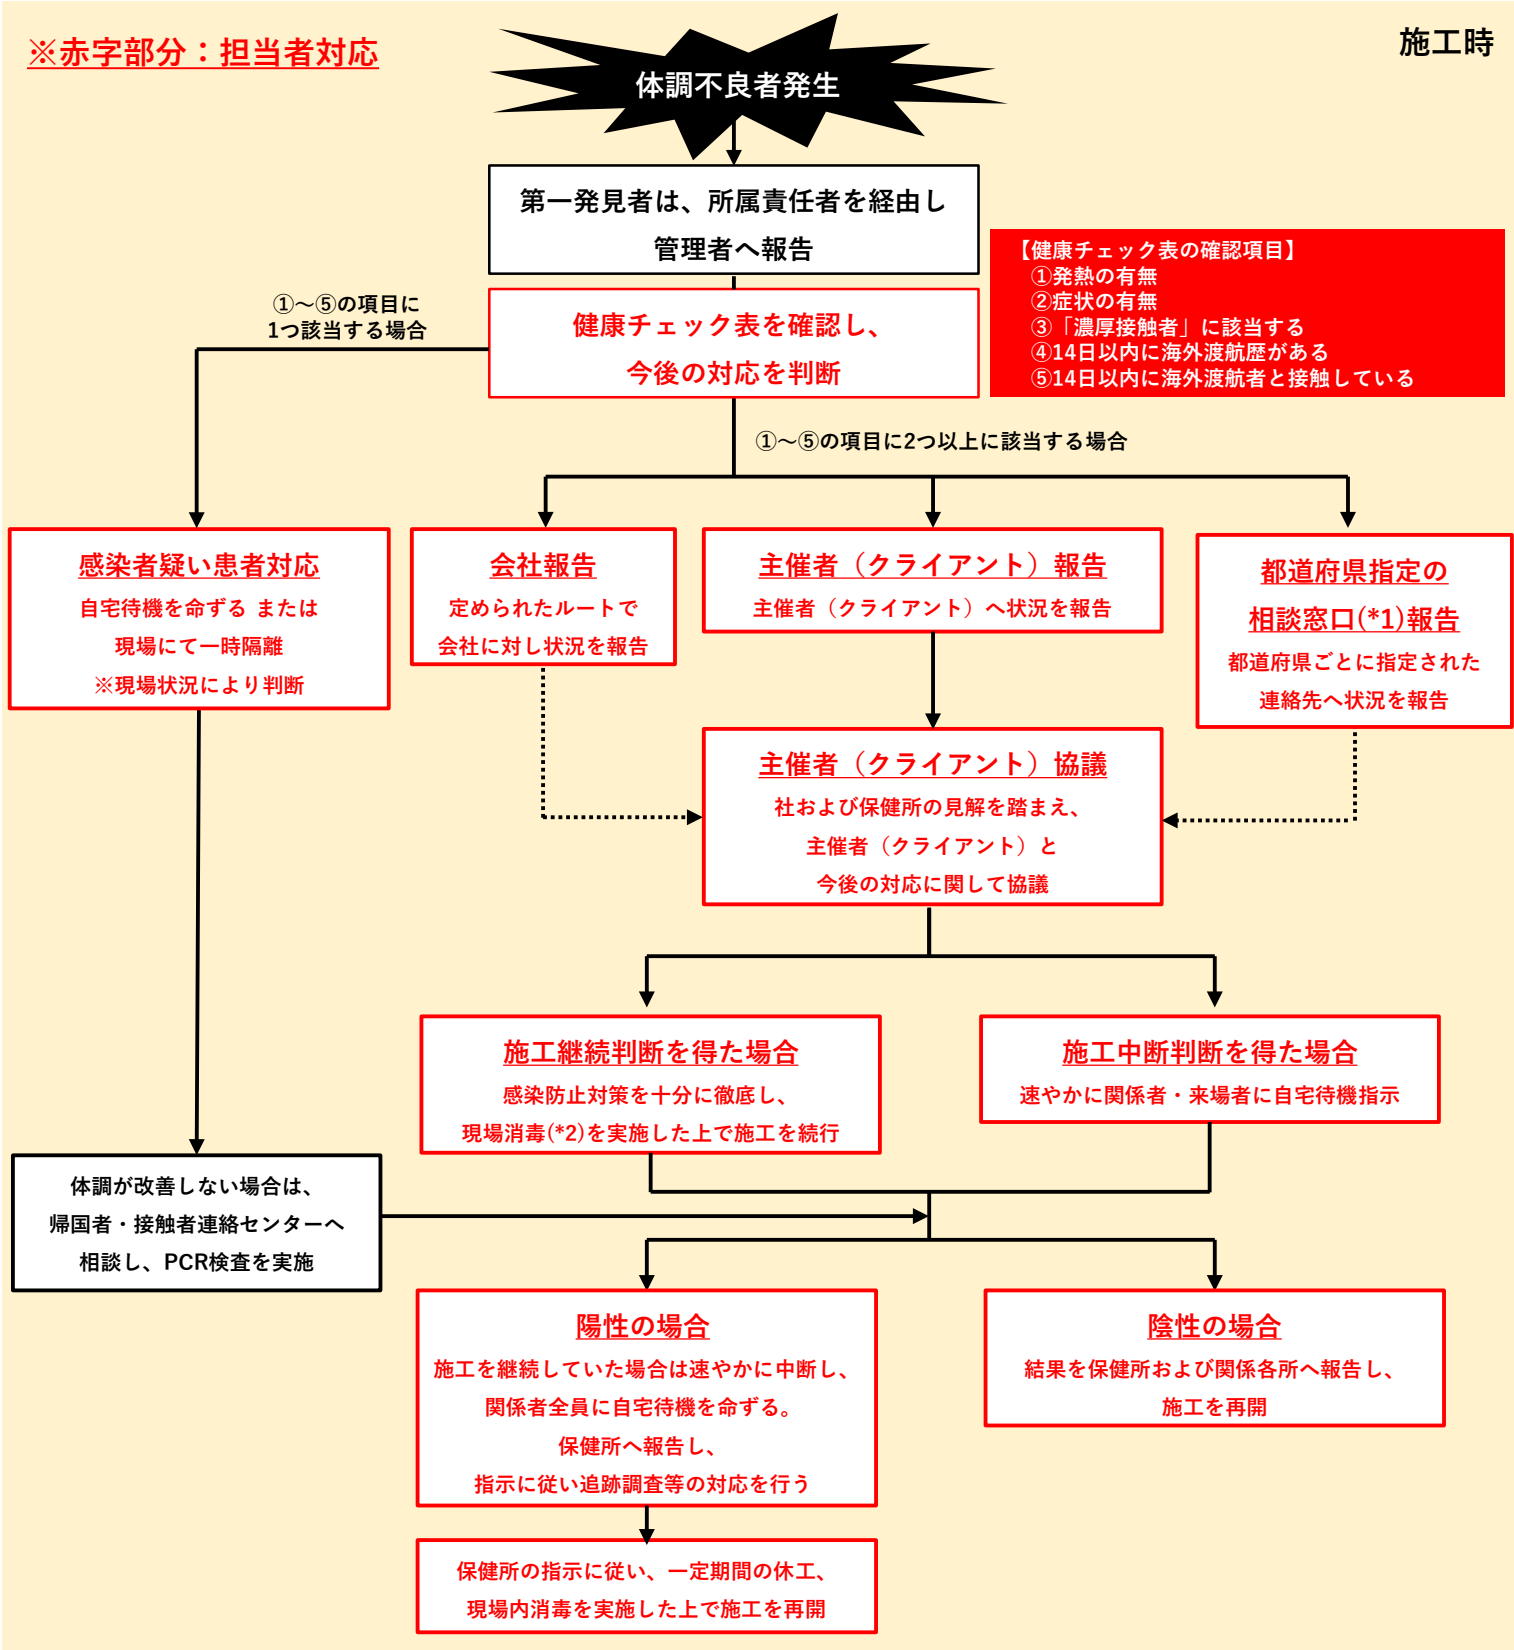 ※赤字部分：担当者対応
施工時
体調不良者発生
第一発見者は、所属責任者を経由し
管理者へ報告
【健康チェック表の確認項目】
①発熱の有無
②症状の有無
③「濃厚接触者」に該当する
④14日以内に海外渡航歴がある
⑤14日以内に海外渡航者と接触している
①～⑤の項目に
1つ該当する場合
健康チェック表を確認し、
今後の対応を判断
①～⑤の項目に2つ以上に該当する場合
感染者疑い患者対応
自宅待機を命ずる または
現場にて一時隔離
※現場状況により判断
会社報告
定められたルートで
会社に対し状況を報告
主催者（クライアント）報告
主催者（クライアント）へ状況を報告
都道府県指定の
相談窓口(*1)報告
都道府県ごとに指定された
連絡先へ状況を報告
主催者（クライアント）協議
社および保健所の見解を踏まえ、
主催者（クライアント）と
今後の対応に関して協議
施工継続判断を得た場合
感染防止対策を十分に徹底し、
現場消毒(*2)を実施した上で施工を続行
施工中断判断を得た場合
速やかに関係者・来場者に自宅待機指示
体調が改善しない場合は、
帰国者・接触者連絡センターへ
相談し、PCR検査を実施
陽性の場合
施工を継続していた場合は速やかに中断し、
関係者全員に自宅待機を命ずる。
保健所へ報告し、
指示に従い追跡調査等の対応を行う
陰性の場合
結果を保健所および関係各所へ報告し、
施工を再開
保健所の指示に従い、一定期間の休工、
現場内消毒を実施した上で施工を再開